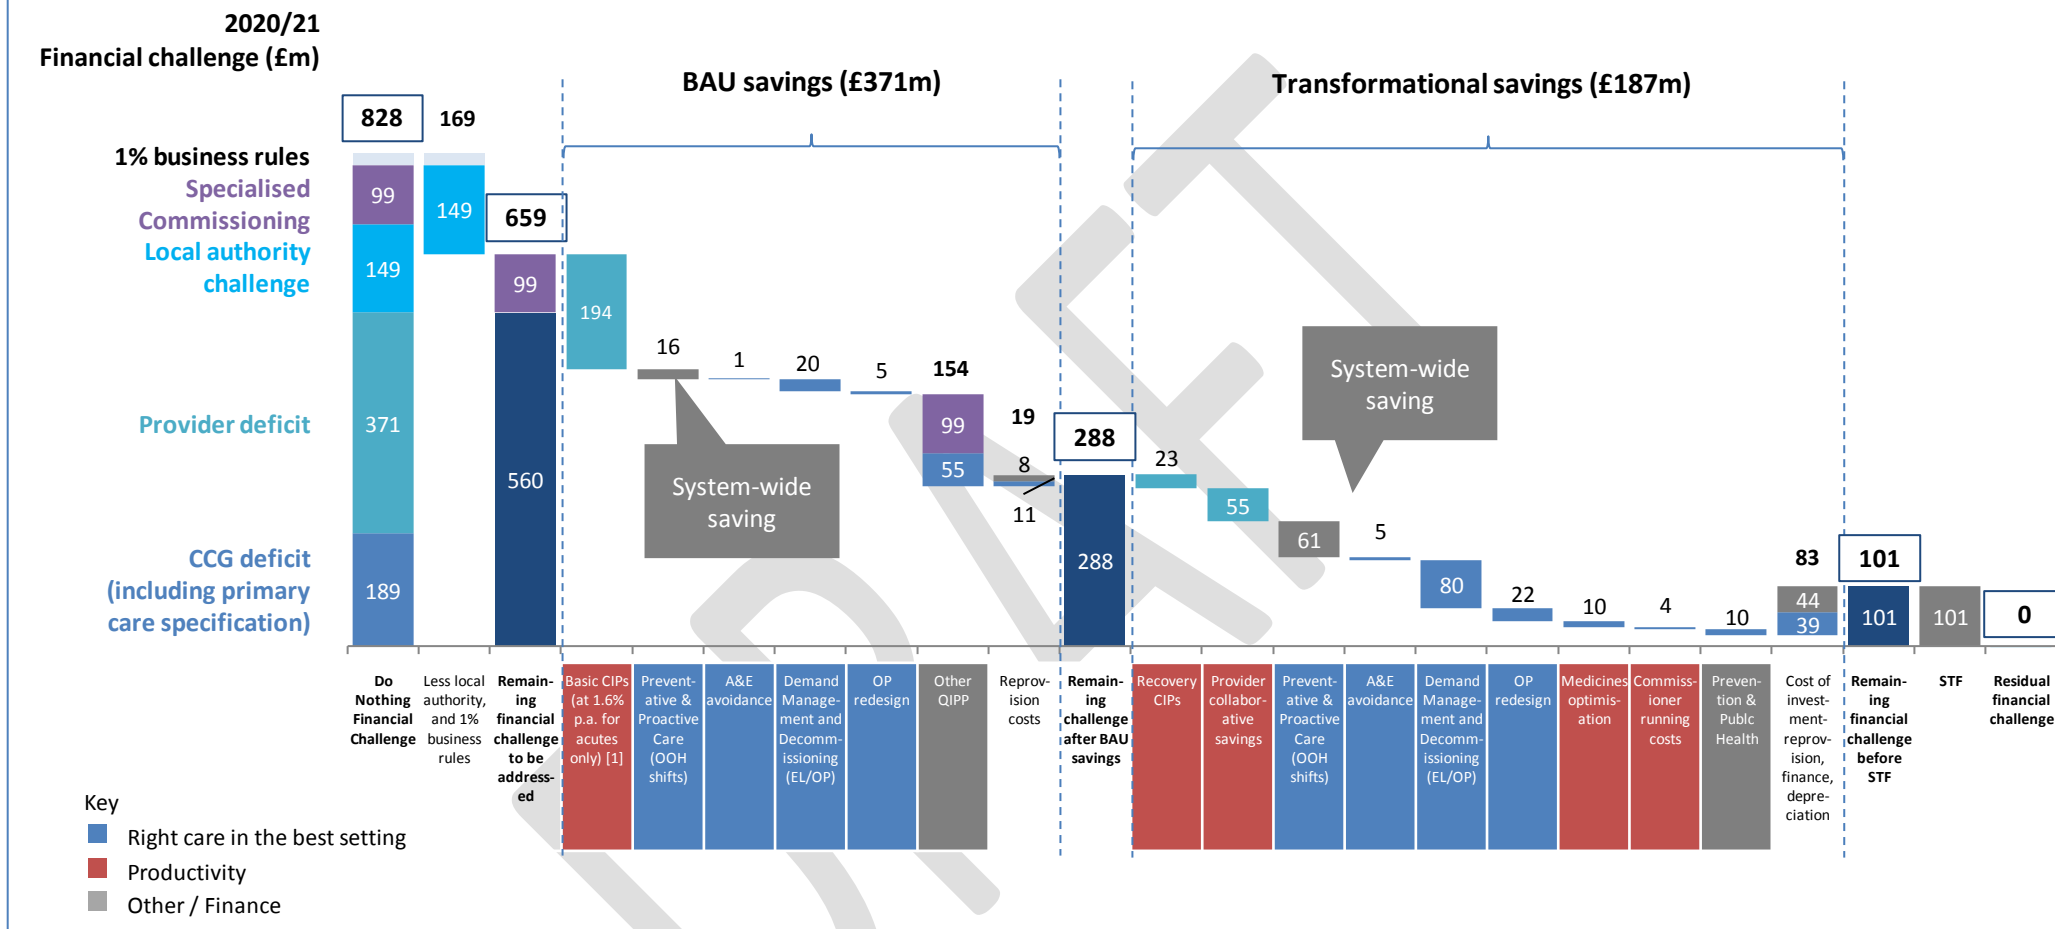 2020/21
Financial challenge (£m)
BAU savings (£371m)
Transformational savings (£187m)
828
169
1% business rules
Specialised
Commissioning
Local authority
challenge
Provider deficit
CCG deficit
(including primary
care specification)
99
149
371
189
149
659
99
560
194
16
1
20
5
154
99
55
19
8
11
System-wide
saving
288
288
23
55
61
5
80
22
10
4
10
83
44
39
System-wide
saving
101
101
101
0
Do
Nothing
Financial
Challenge
Less local
authority,
and 1%
business
rules
Remain-
ing
financial
challenge
to be
address-
ed
Basic CIPs
(at 1.6%
p.a. for
acutes
only) [1]
Prevent-
ative &
Proactive
Care
(OOH
shifts)
A&E
avoidance
Demand
Manage-
ment and
Decomm-
issioning
(EL/OP)
OP
redesign
Other
QIPP
Reprov-
ision
costs
Remain-
ing
challenge
after BAU
savings
Recovery
CIPs
Provider
collabor-
ative
savings
Prevent-
ative &
Proactive
Care
(OOH
shifts)
A&E
avoidance
Demand
Manage-
ment and
Decomm-
issioning
(EL/OP)
OP
redesign
Medicines
optimis-
ation
Commiss-
ioner
running
costs
Preven-
tion &
Publc
Health
Cost of
invest-
ment-
reprov-
ision,
finance,
depre-
ciation
Remain-
ing
financial
challenge
before
STF
STF
Residual
financial
challenge
Key
Right care in the best setting
Productivity
Other / Finance
DRAFT